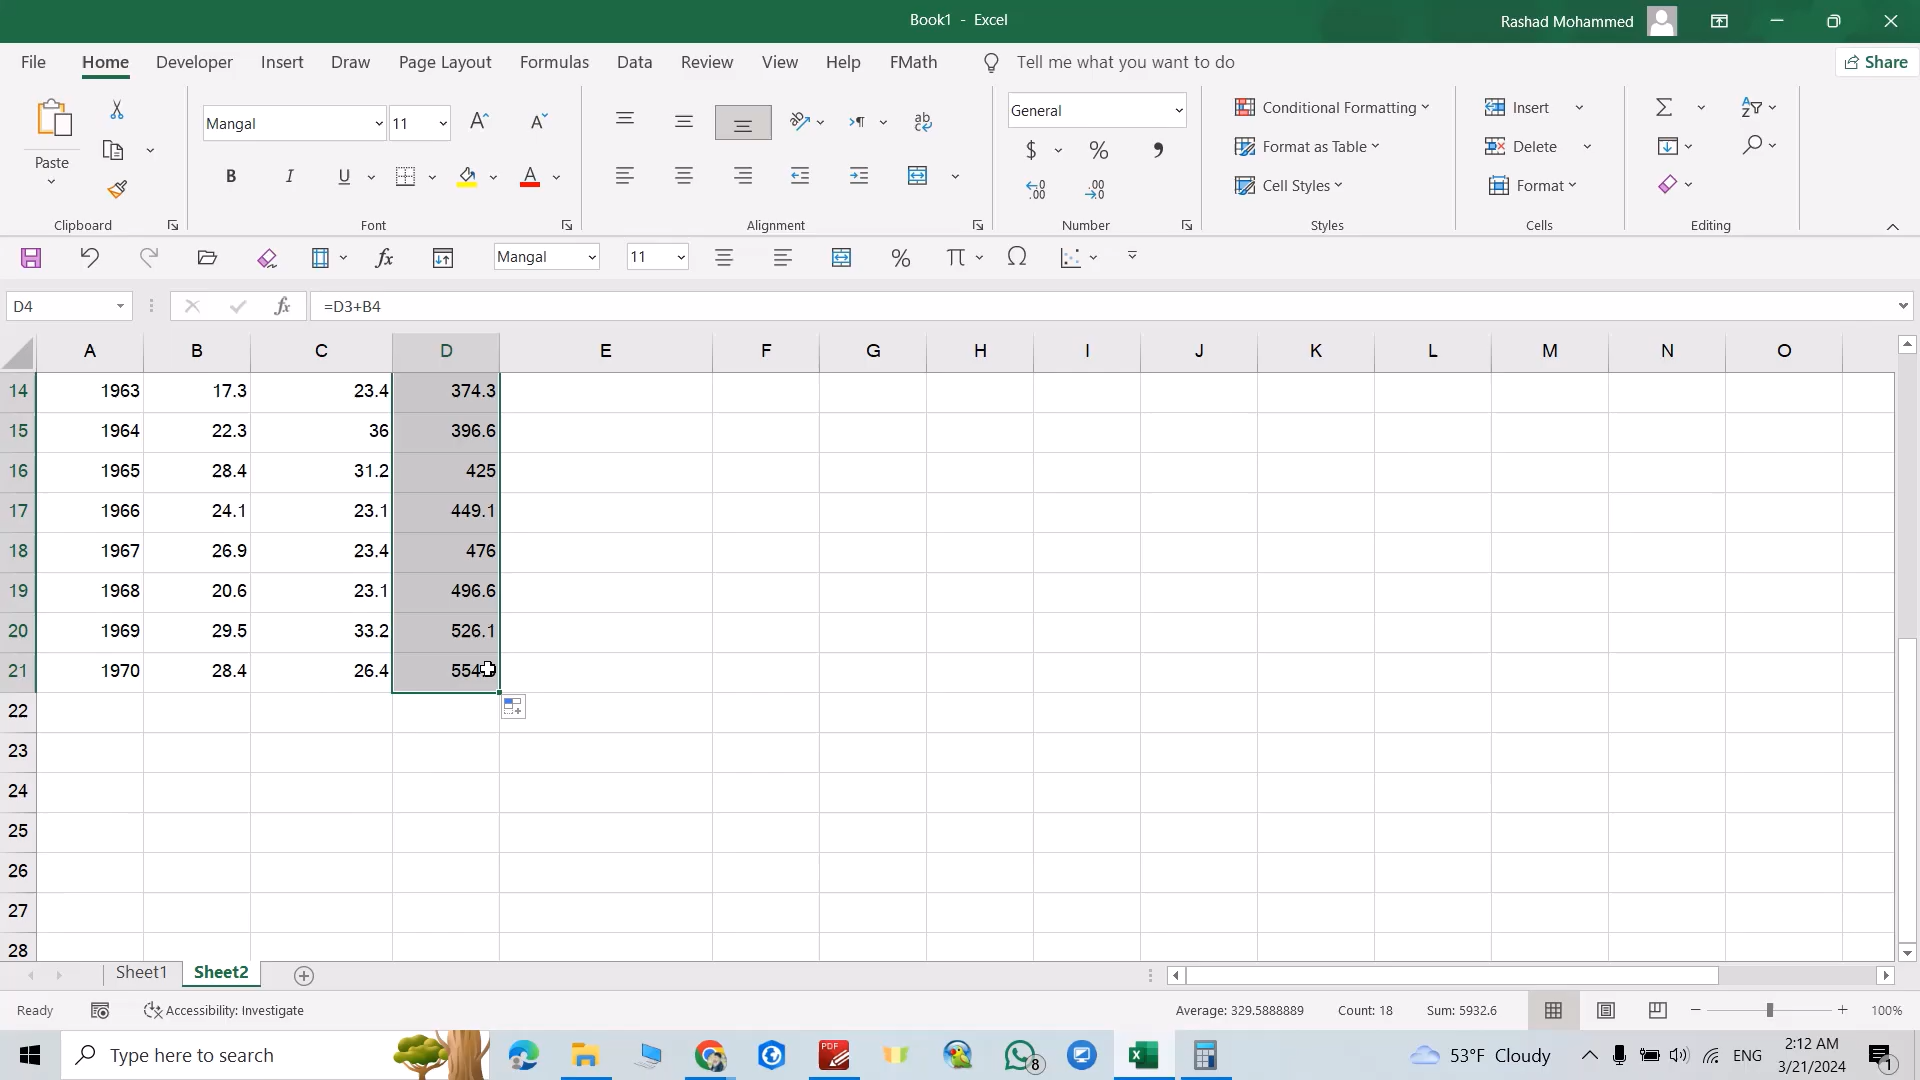 Book1 - Excel
Rashad Mohammed
File Home Developer Insert Draw Page Layout Formulas Data Review View Help FMath Tell me what you want to do Share
Paste
Mangal 11
General
Conditional Formatting
Format as Table
Cell Styles
Insert
Delete
Format
Clipboard Font Alignment Number Styles Cells Editing
Mangal 11
D4 =D3+B4
A B C D E F G H I J K L M N O
14 1963 17.3 23.4 374.3
15 1964 22.3 36 396.6
16 1965 28.4 31.2 425
17 1966 24.1 23.1 449.1
18 1967 26.9 23.4 476
19 1968 20.6 23.1 496.6
20 1969 29.5 33.2 526.1
21 1970 28.4 26.4 554
22
23
24
25
26
27
28
Sheet1 Sheet2
Ready Accessibility: Investigate Average: 329.5888889 Count: 18 Sum: 5932.6 100%
Type here to search
PDF
8
53°F Cloudy
ENG
2:12 AM
3/21/2024
1